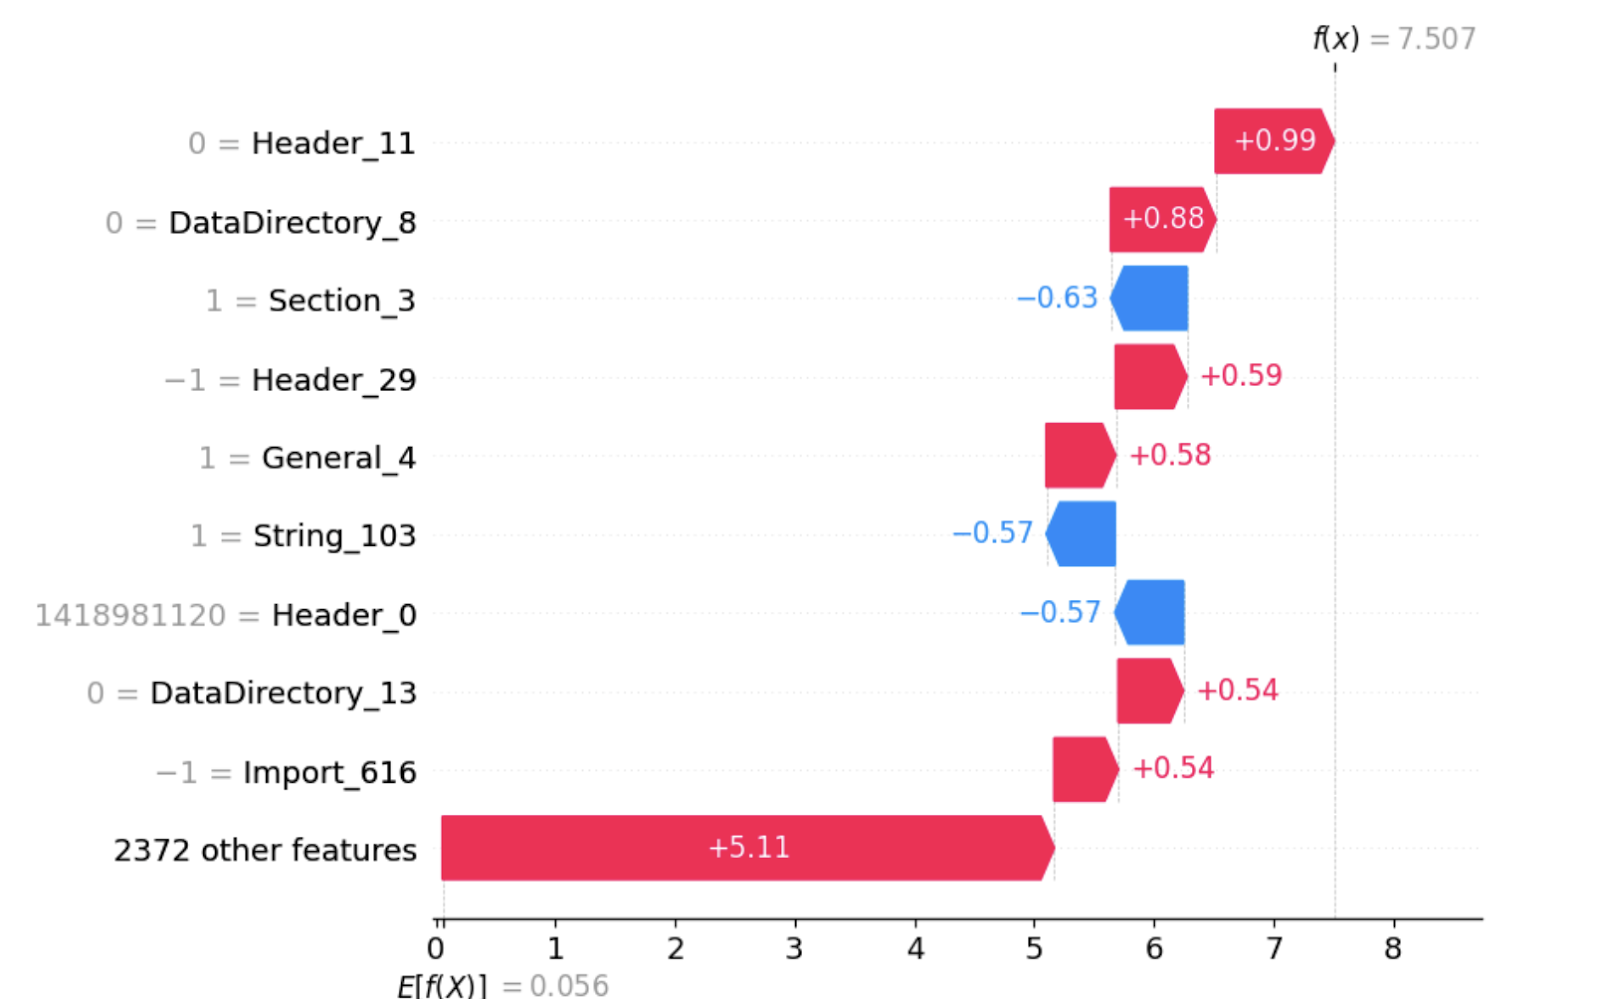 f(x) = 7.507
0 = Header_11 +0.99
0 = DataDirectory_8 +0.88
1 = Section_3 −0.63
−1 = Header_29 +0.59
1 = General_4 +0.58
1 = String_103 −0.57
1418981120 = Header_0 −0.57
0 = DataDirectory_13 +0.54
−1 = Import_616 +0.54
2372 other features +5.11
0 1 2 3 4 5 6 7 8
E[f(X)] = 0.056